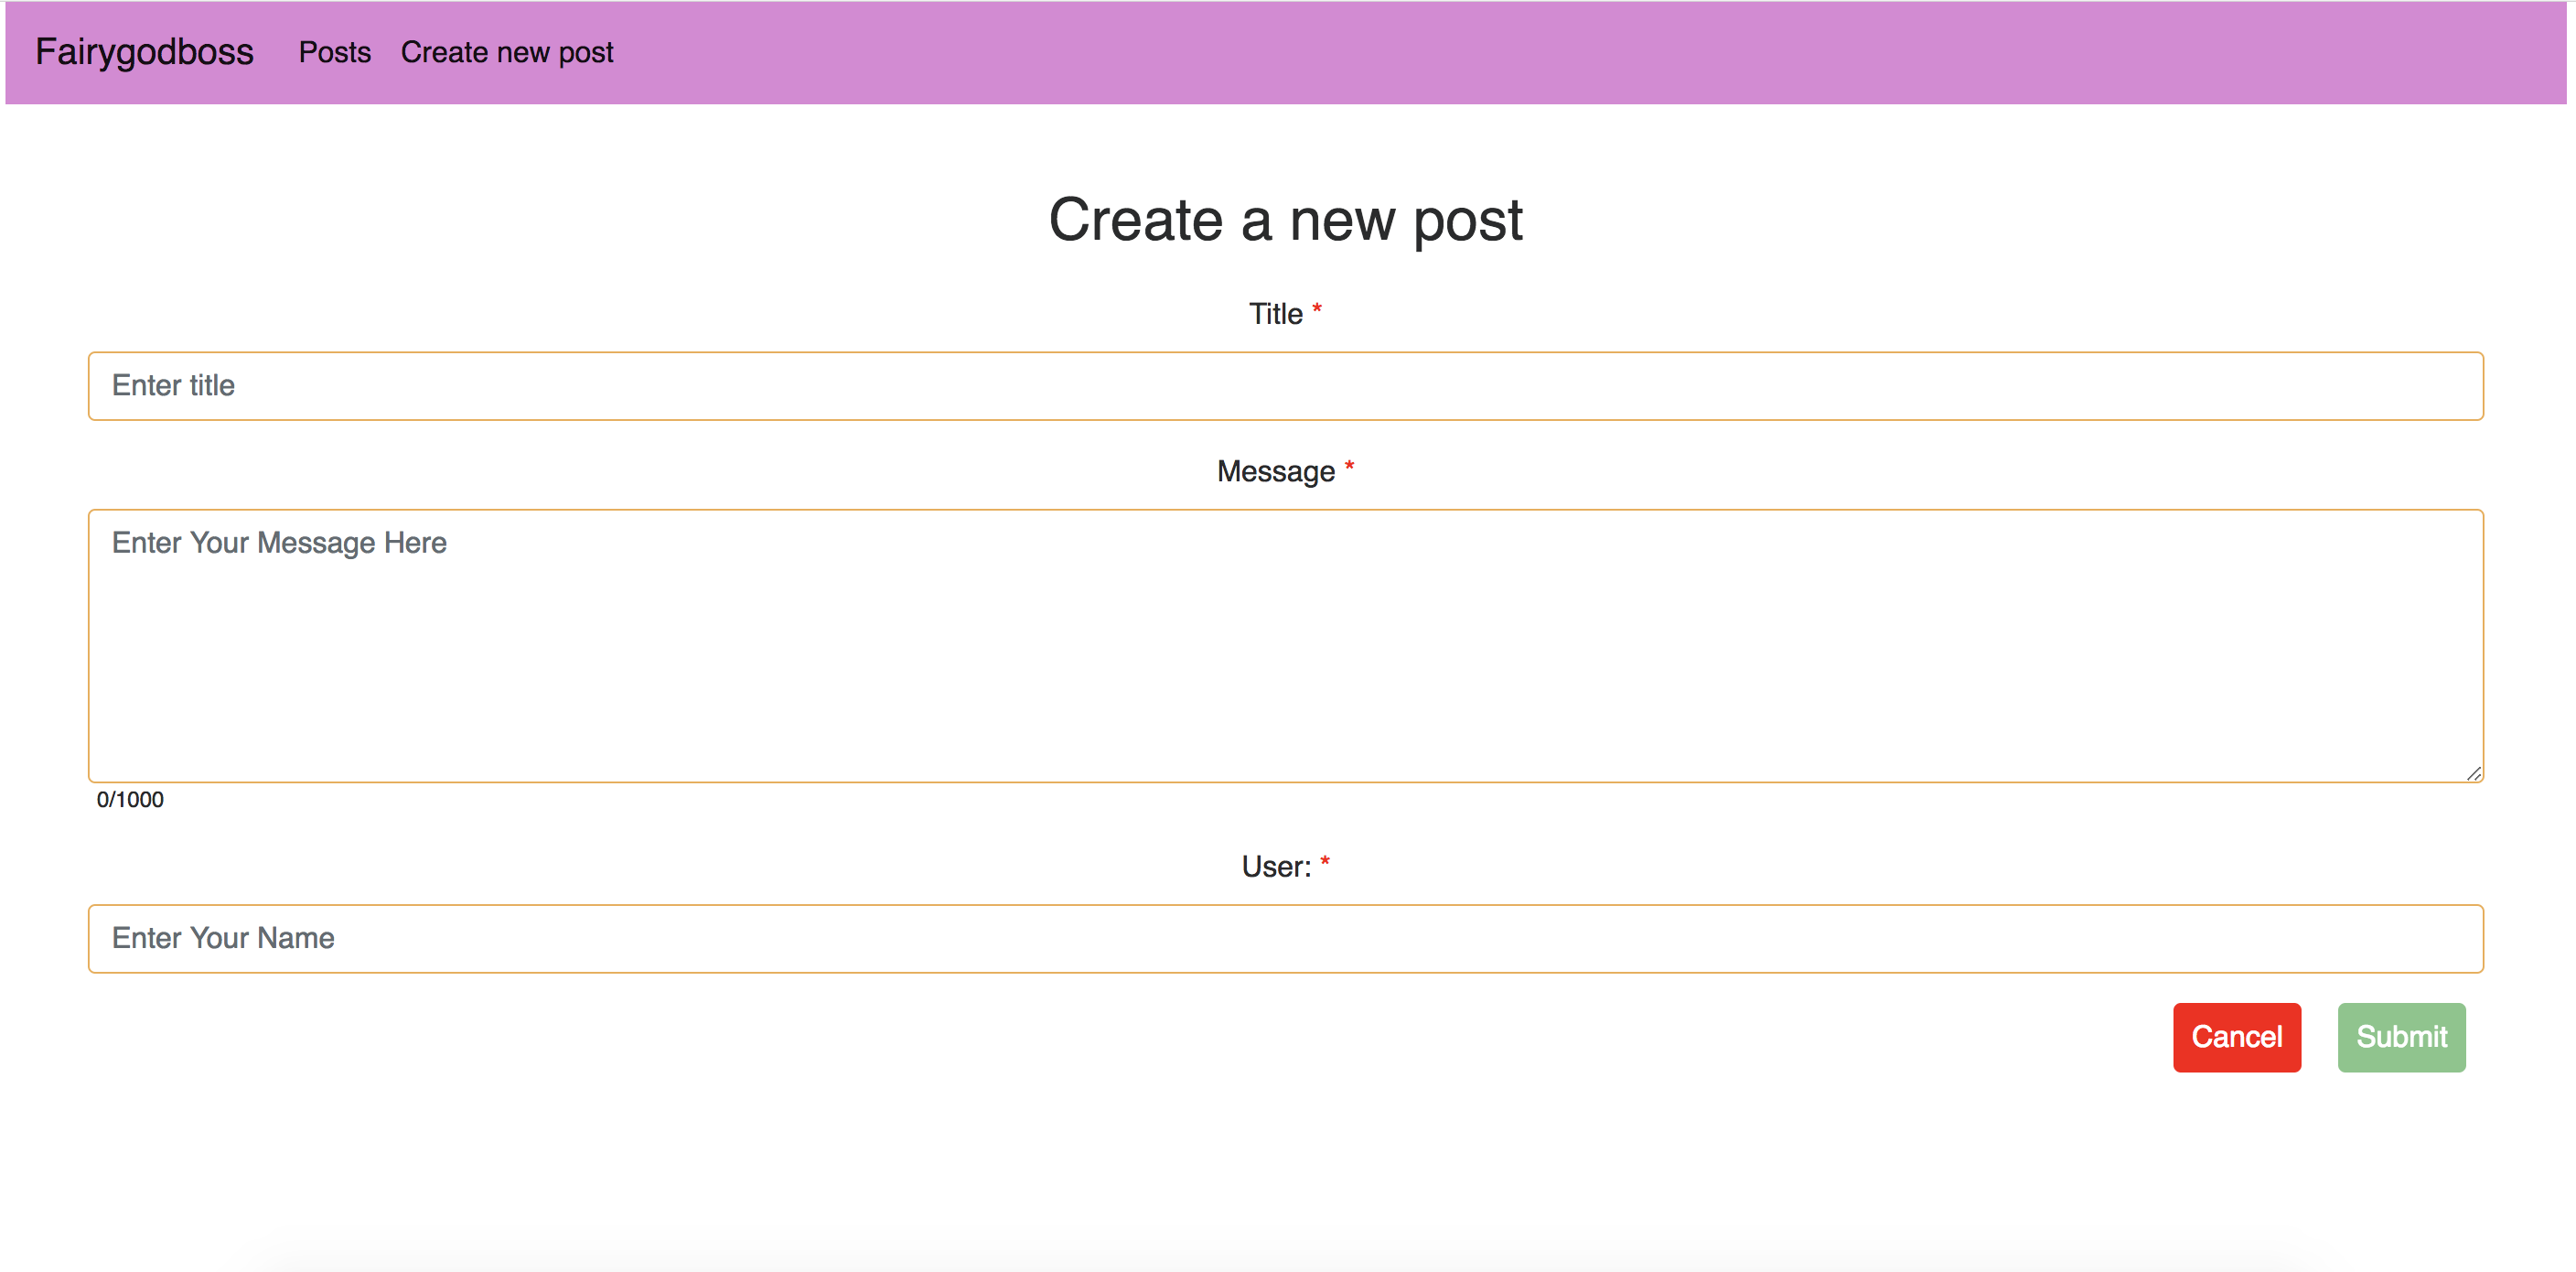 Fairygodboss Posts Create new post
Create a new post
Title *
Enter title
Message *
Enter Your Message Here
0/1000
User: *
Enter Your Name
Cancel Submit